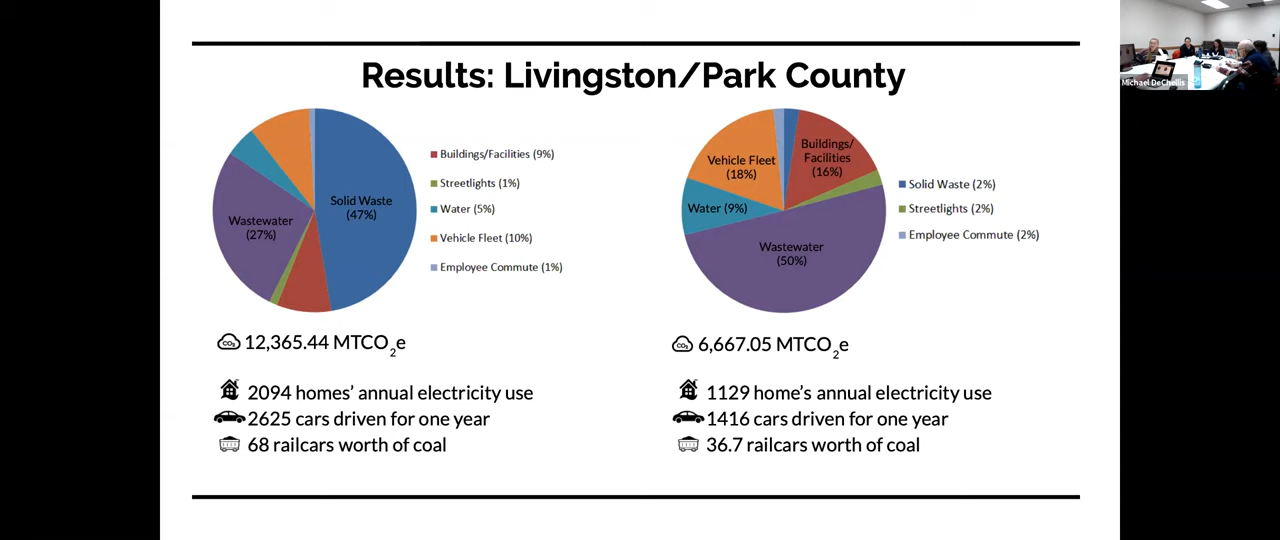 Results: Livingston/Park County
Solid Waste
(47%)
Wastewater
(27%)
Buildings/Facilities (9%)
Streetlights (1%)
Water (5%)
Vehicle Fleet (10%)
Employee Commute (1%)
12,365.44 MTCO2e
2094 homes' annual electricity use
2625 cars driven for one year
68 railcars worth of coal
Buildings/
Facilities
(16%)
Vehicle Fleet
(18%)
Water (9%)
Wastewater
(50%)
Solid Waste (2%)
Streetlights (2%)
Employee Commute (2%)
6,667.05 MTCO2e
1129 home's annual electricity use
1416 cars driven for one year
36.7 railcars worth of coal
Michael DeChellis